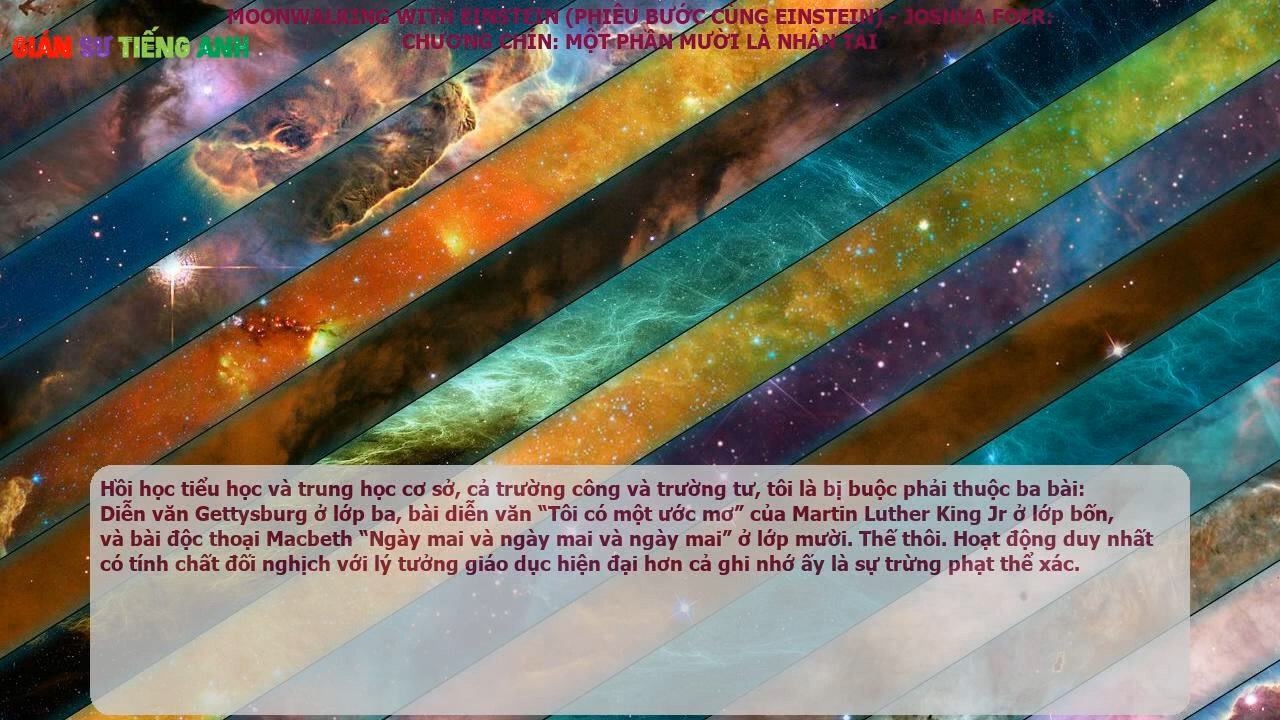 MOONWALKING WITH EINSTEIN (PHIÊU BƯỚC CÙNG EINSTEIN) - JOSHUA FOER:
CHƯƠNG CHÍN: MỘT PHẦN MƯỜI LÀ NHÂN TÀI
GIÁN SỨ TIẾNG ANH
Hồi học tiểu học và trung học cơ sở, cả trường công và trường tư, tôi là bị buộc phải thuộc ba bài:
Diễn văn Gettysburg ở lớp ba, bài diễn văn “Tôi có một ước mơ” của Martin Luther King Jr ở lớp bốn,
và bài độc thoại Macbeth “Ngày mai và ngày mai và ngày mai” ở lớp mười. Thế thôi. Hoạt động duy nhất
có tính chất đối nghịch với lý tưởng giáo dục hiện đại hơn cả ghi nhớ ấy là sự trừng phạt thể xác.